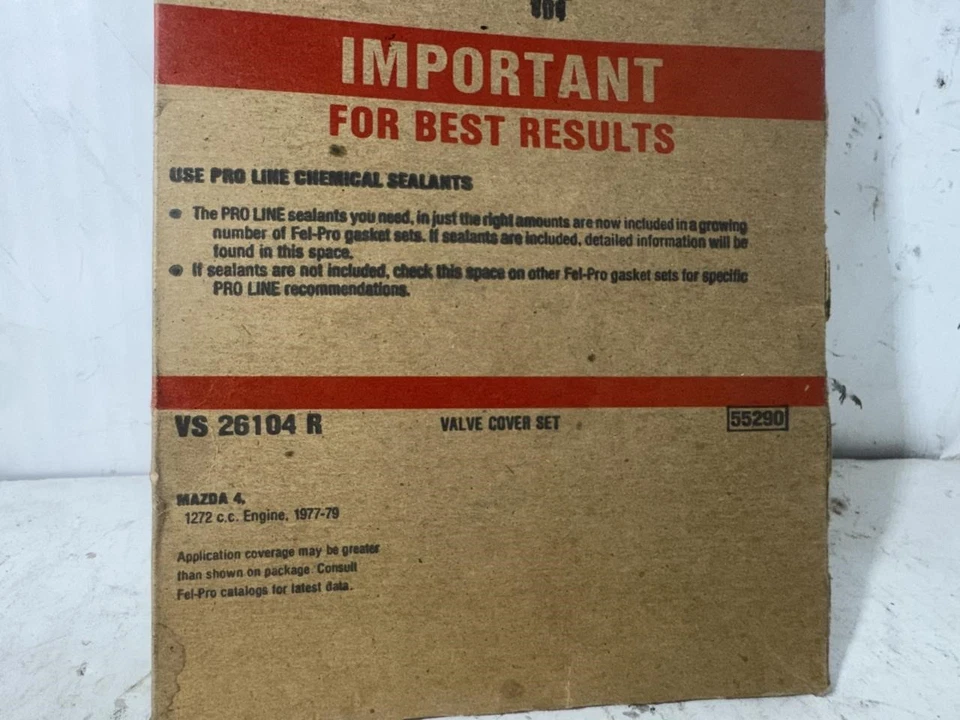 IMPORTANT
FOR BEST RESULTS
USE PRO LINE CHEMICAL SEALANTS
• The PRO LINE sealants you need, in just the right amounts are now included in a growing
number of Fel-Pro gasket sets. If sealants are included, detailed information will be
found in this space.
• If sealants are not included, check this space on other Fel-Pro gasket sets for specific
PRO LINE recommendations.
VS 26104 R VALVE COVER SET 55290
MAZDA 4,
1272 c.c. Engine, 1977-79
Application coverage may be greater
than shown on package. Consult
Fel-Pro catalogs for latest data.